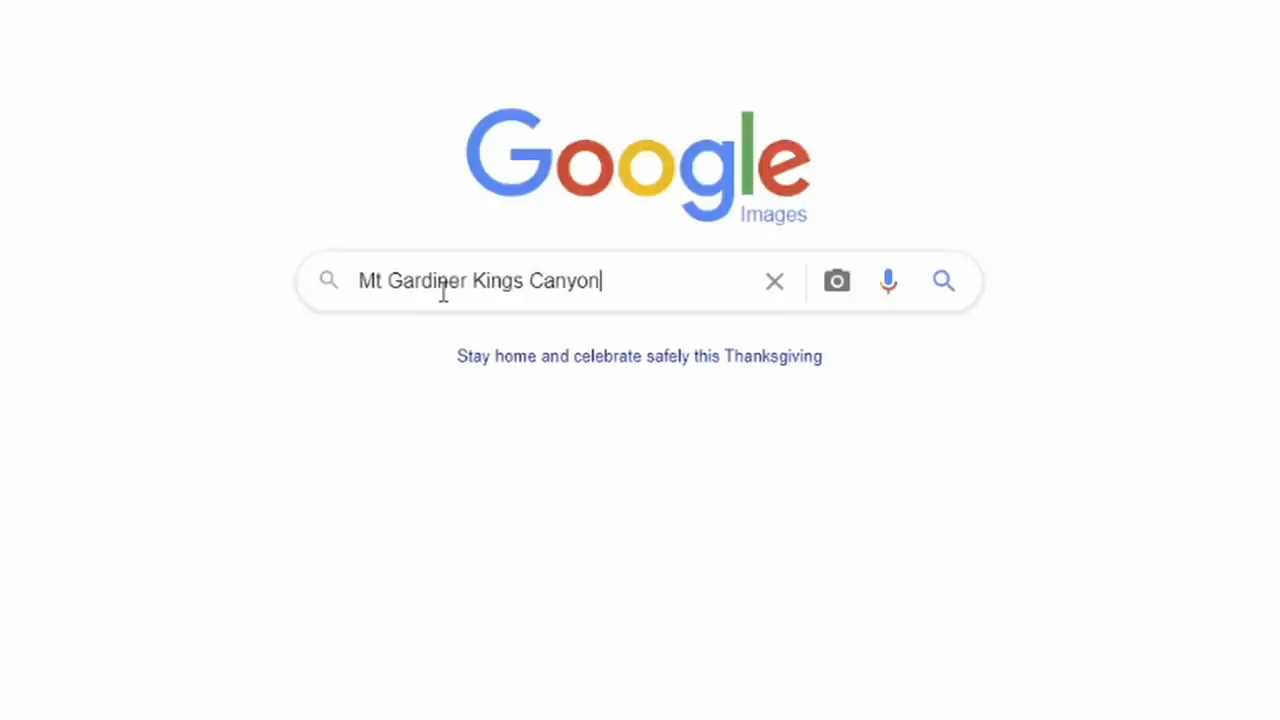 Google
Images
Mt Gardiner Kings Canyon
Stay home and celebrate safely this Thanksgiving